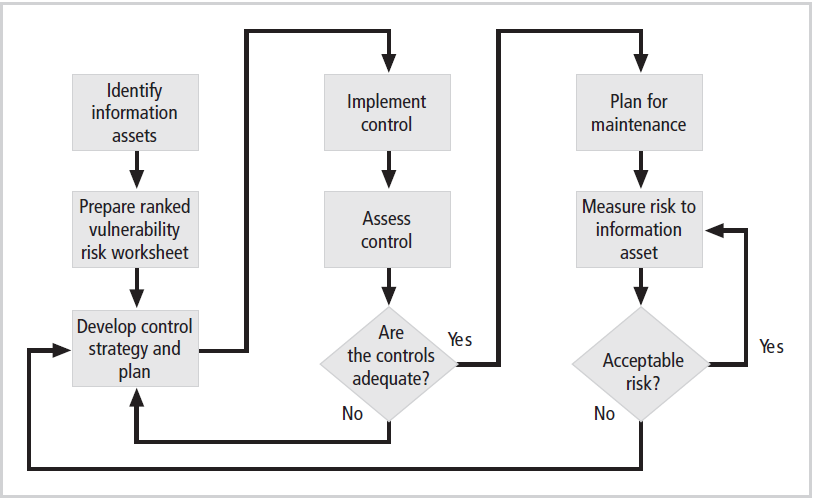 Identify
information
assets
Prepare ranked
vulnerability
risk worksheet
Develop control
strategy and
plan
Implement
control
Assess
control
Are
the controls
adequate?
Yes
No
Plan for
maintenance
Measure risk to
information
asset
Acceptable
risk?
Yes
No